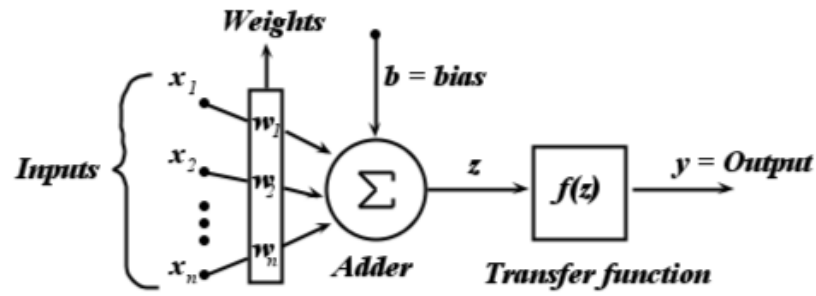 Weights
b = bias
x1
w1
Inputs
x2
w2
Σ
z
f(z)
y = Output
xn
wn
Adder
Transfer function